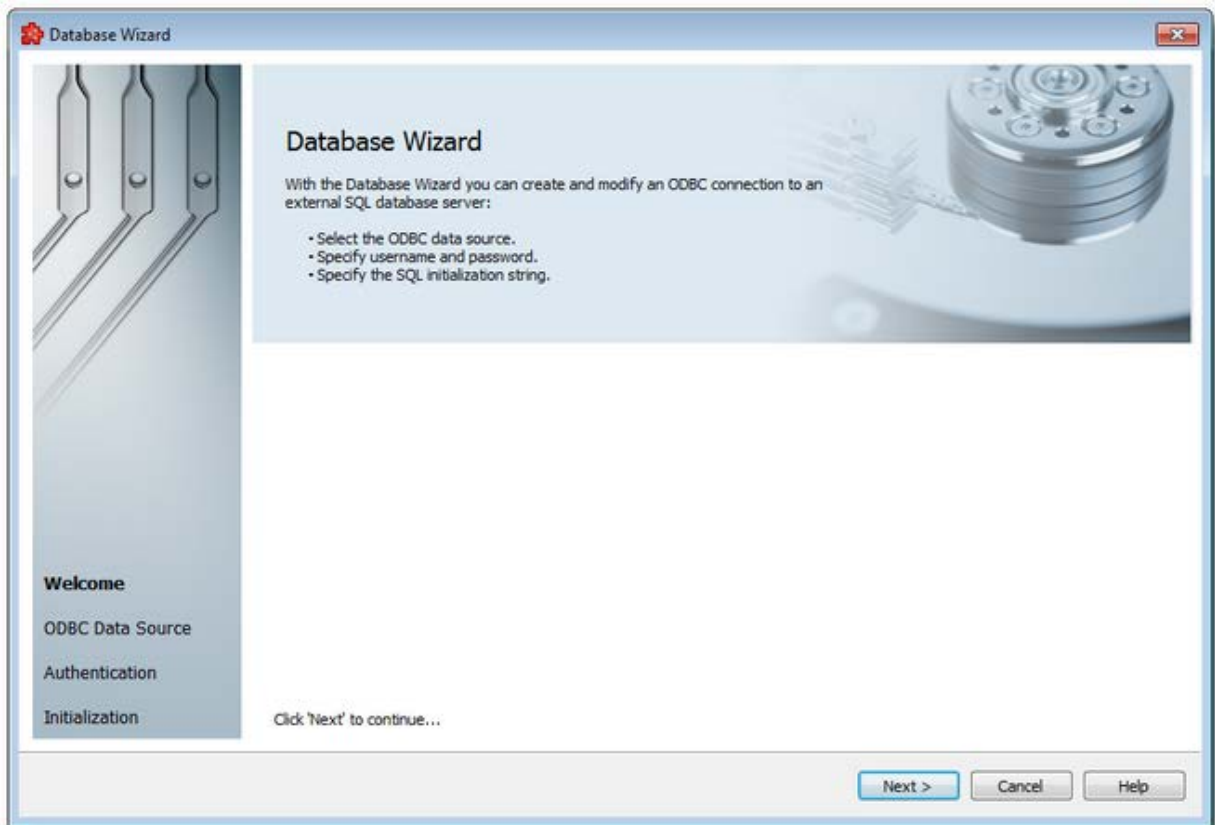 Database Wizard
Database Wizard
With the Database Wizard you can create and modify an ODBC connection to an
external SQL database server:
• Select the ODBC data source.
• Specify username and password.
• Specify the SQL initialization string.
Welcome
ODBC Data Source
Authentication
Initialization
Click 'Next' to continue...
Next >
Cancel
Help